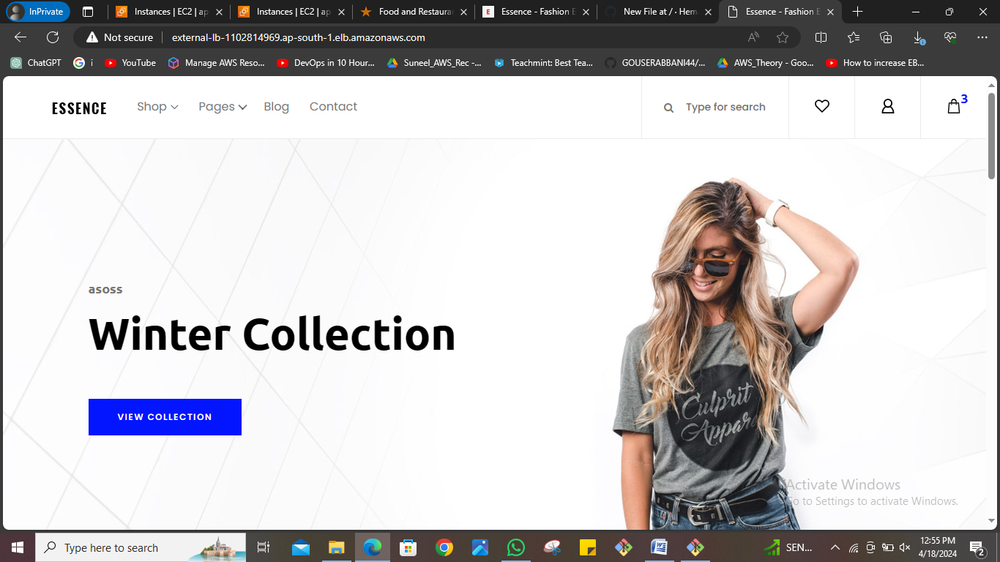 InPrivate
Instances | EC2 | ap
Instances | EC2 | ap
Food and Restaurar
Essence - Fashion E
New File at / · Hem
Essence - Fashion E
Not secure
external-lb-1102814969.ap-south-1.elb.amazonaws.com
ChatGPT
i
YouTube
Manage AWS Reso...
DevOps in 10 Hour...
Suneel_AWS_Rec -...
Teachmint: Best Tea...
GOUSERABBANI44/...
AWS_Theory - Goo...
How to increase EB...
ESSENCE
Shop
Pages
Blog
Contact
Type for search
3
asoss
Winter Collection
VIEW COLLECTION
Culprit
Appare
Activate Windows
Go to Settings to activate Windows.
Type here to search
SEN...
12:55 PM
4/18/2024
2